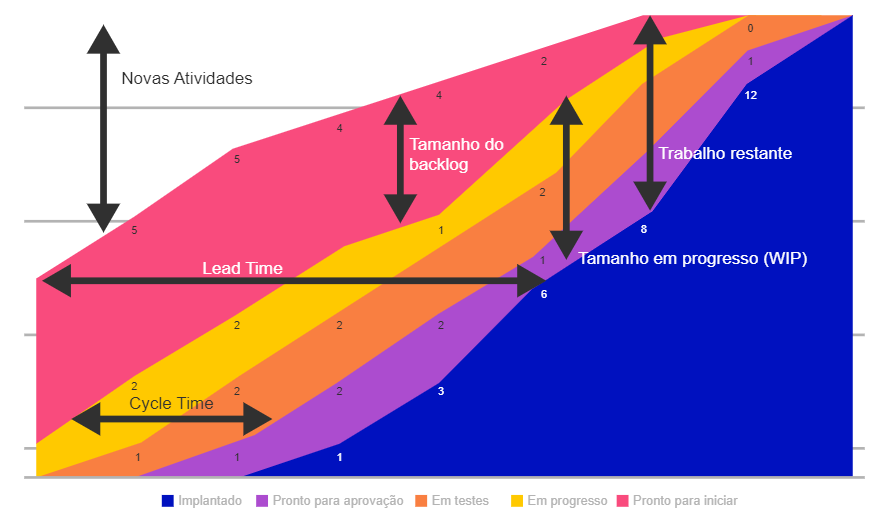 0
Novas Atividades
2
1
4
12
4
5
Tamanho do
backlog
Trabalho restante
2
5
1
8
1
Tamanho em progresso (WIP)
Lead Time
6
2
2
2
2
2
2
3
Cycle Time
1
1
1
Implantado
Pronto para aprovação
Em testes
Em progresso
Pronto para iniciar